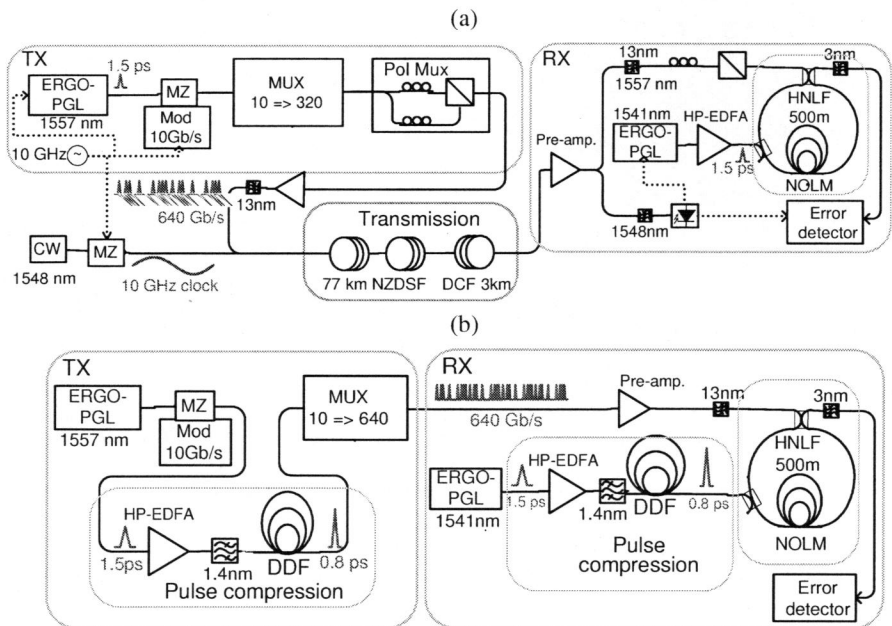 (a)
TX
1.5 ps
ERGO-
PGL
1557 nm
MZ
Mod
10Gb/s
MUX
10 => 320
Pol Mux
10 GHz
~
640 Gb/s
13nm
CW
1548 nm
MZ
10 GHz clock
Transmission
77 km NZDSF
DCF 3km
RX
13nm
1557 nm
3nm
Pre-amp.
1541nm
ERGO-
PGL
HP-EDFA
1.5 ps
HNLF
500m
NOLM
1548nm
Error
detector
(b)
TX
ERGO-
PGL
1557 nm
MZ
Mod
10Gb/s
MUX
10 => 640
HP-EDFA
1.5ps
1.4nm
DDF
0.8 ps
Pulse compression
RX
640 Gb/s
Pre-amp.
13nm
3nm
ERGO-
PGL
1541nm
1.5 ps
HP-EDFA
1.4nm
DDF
0.8 ps
Pulse
compression
HNLF
500m
NOLM
Error
detector